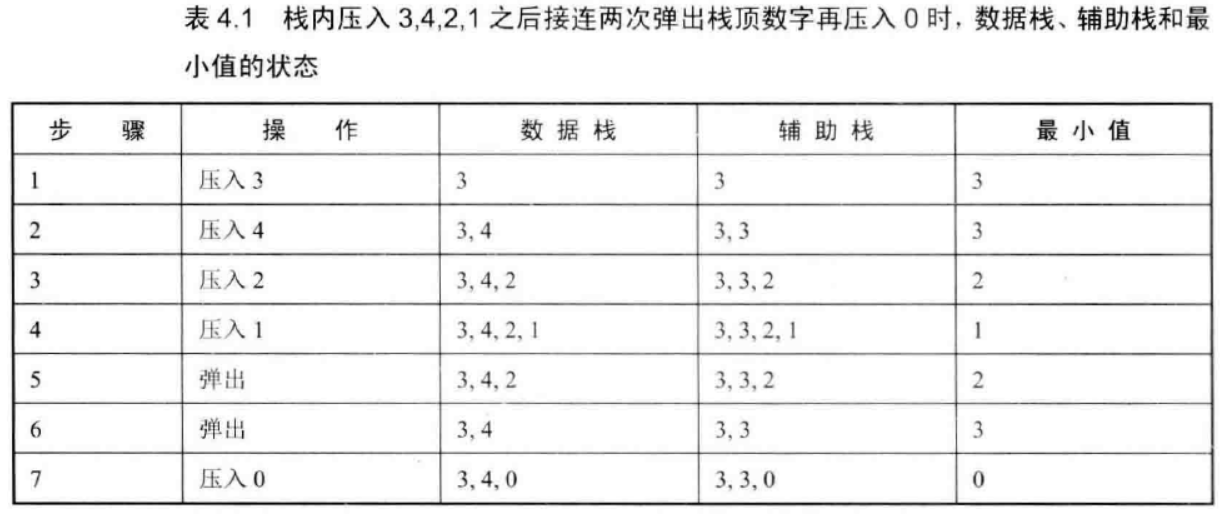 表 4.1 栈内压入 3,4,2,1 之后接连两次弹出栈顶数字再压入 0 时，数据栈、辅助栈和最
小值的状态
步 骤 操 作 数据栈 辅助栈 最小值
1 压入 3 3 3 3
2 压入 4 3, 4 3, 3 3
3 压入 2 3, 4, 2 3, 3, 2 2
4 压入 1 3, 4, 2, 1 3, 3, 2, 1 1
5 弹出 3, 4, 2 3, 3, 2 2
6 弹出 3, 4 3, 3 3
7 压入 0 3, 4, 0 3, 3, 0 0